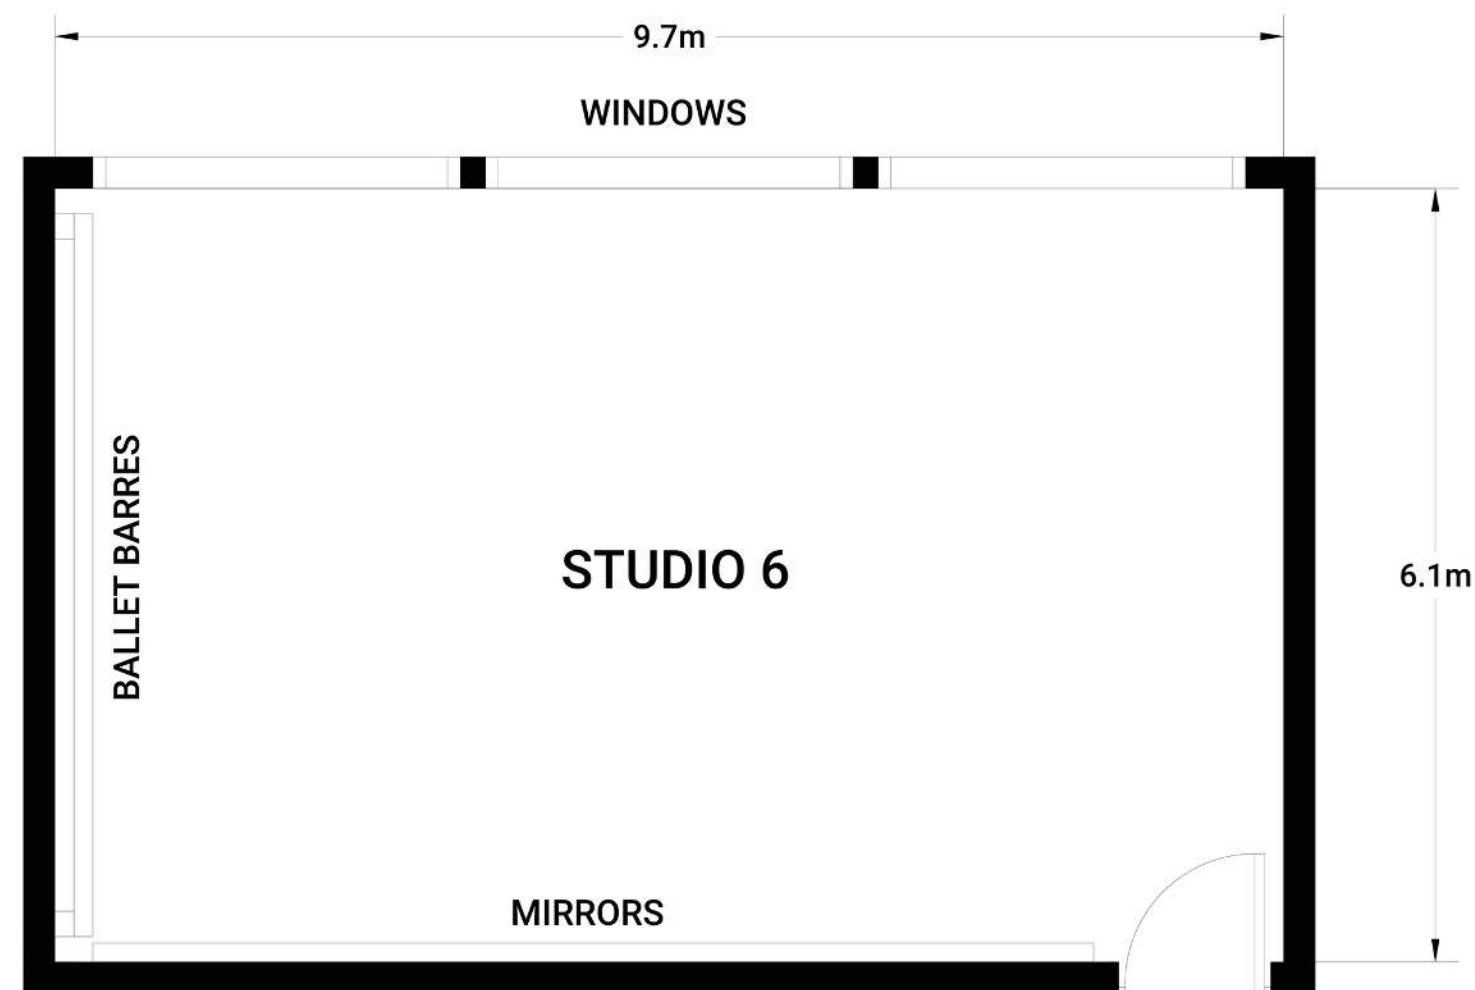 9.7m
WINDOWS
BALLET BARRES
STUDIO 6
6.1m
MIRRORS